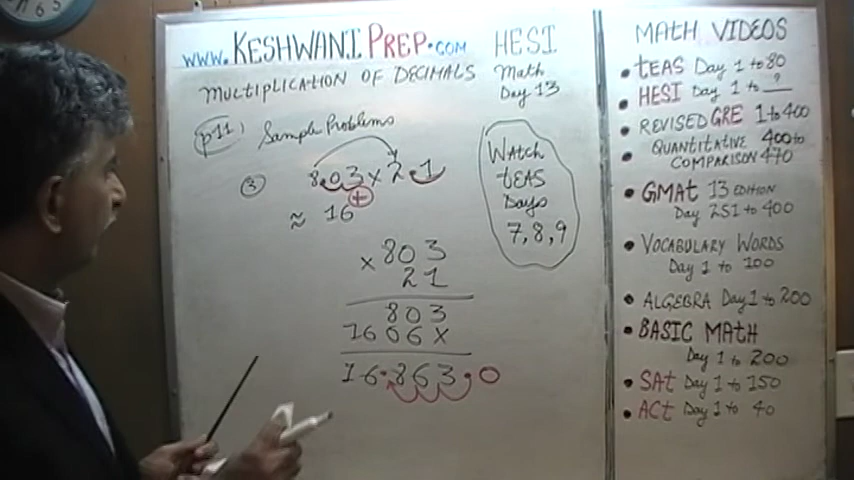 www.KESHWANIPREP.COM HESI
MULTIPLICATION OF DECIMALS Math
Day 13
p11 Sample Problems
③ 8.03 x 2.1
+
≈ 16
803
x 21
803
1606x
16.863.0
WATCH
tEAS
Days
7,8,9
MATH VIDEOS
• tEAS Day 1 to 80
• HESI Day 1 to ?
• REVISED GRE 1 to 400
• QUANTITATIVE 400 to
COMPARISON 470
• GMAt 13 EDITION
Day 251 to 400
• VOCABULARY WORDS
Day 1 to 100
• ALGEBRA Day 1 to 200
• BASIC MATH
Day 1 to 200
• SAt Day 1 to 150
• ACt Day 1 to 40